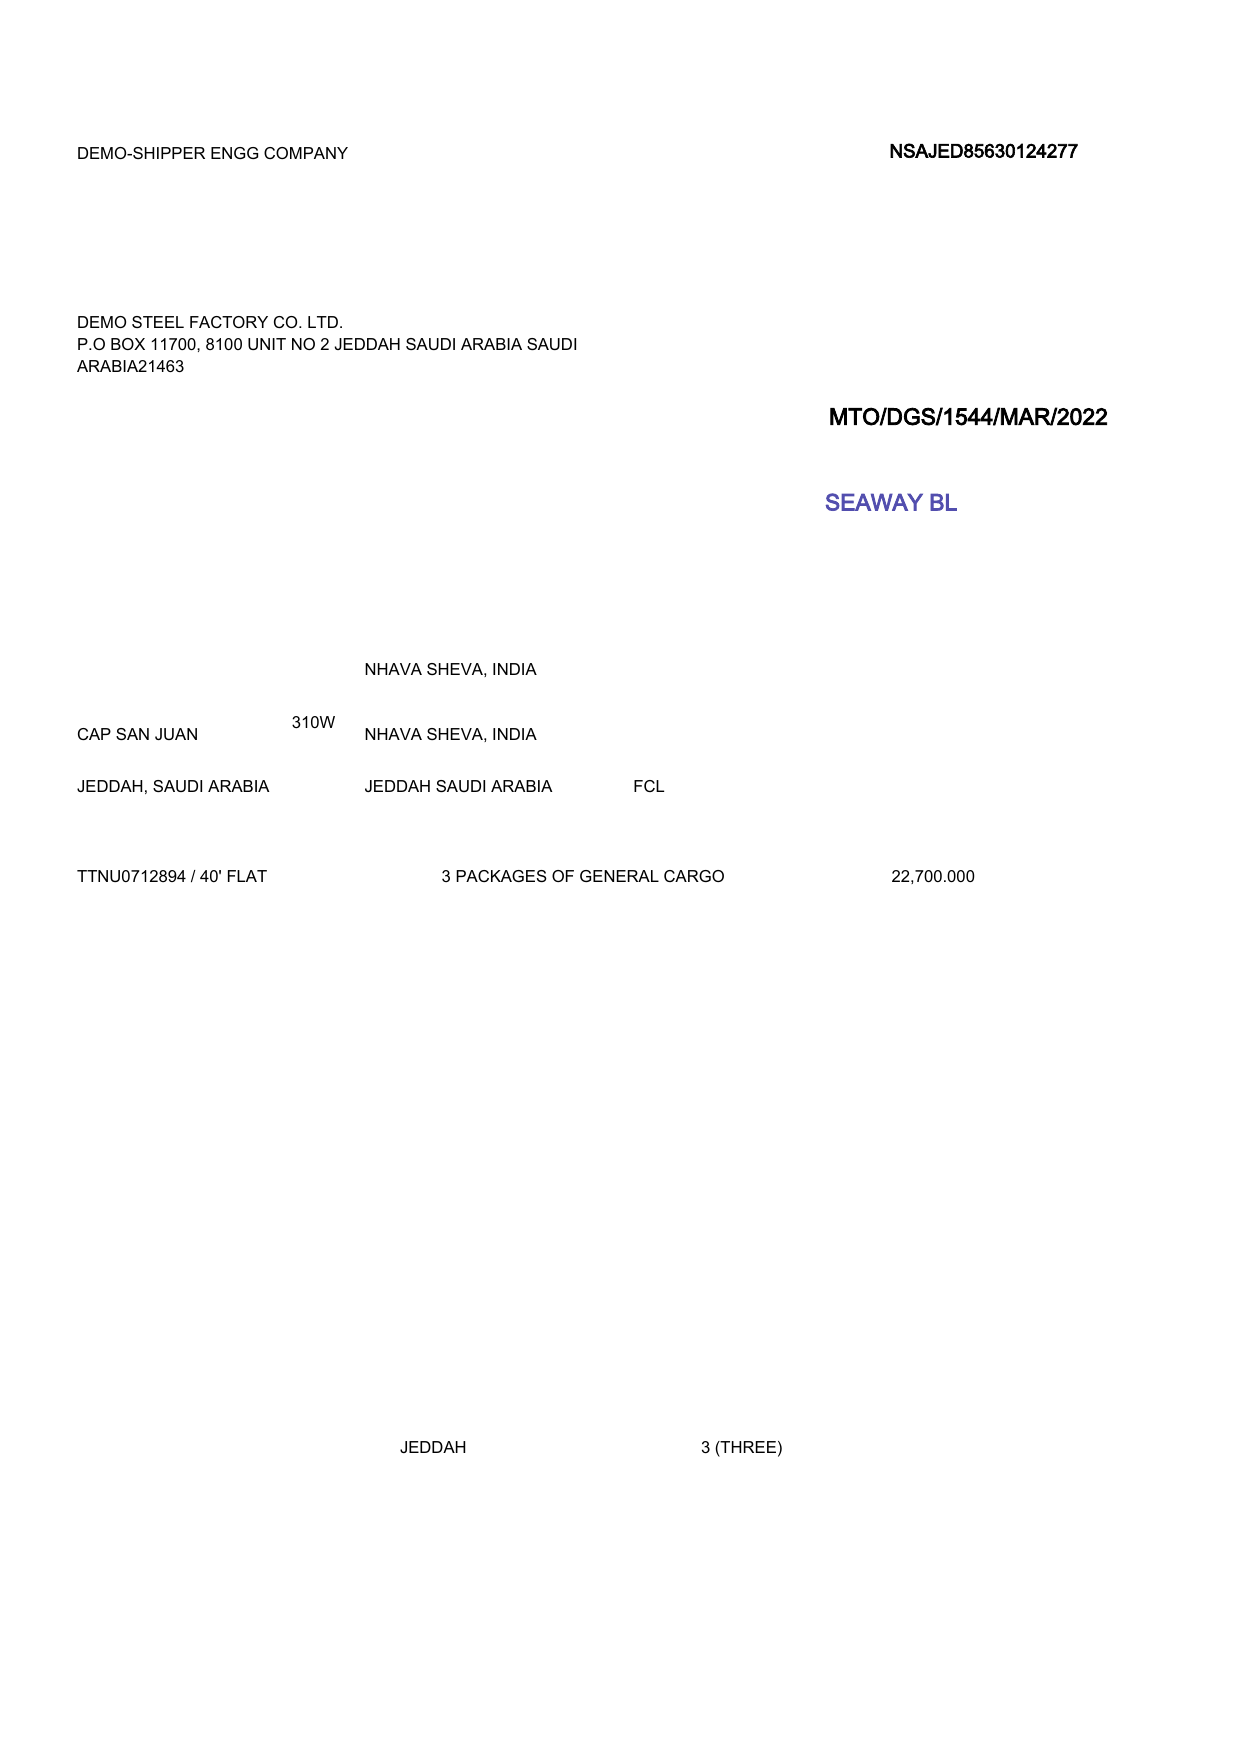 DEMO-SHIPPER ENGG COMPANY
NSAJED85630124277
DEMO STEEL FACTORY CO. LTD.
P.O BOX 11700, 8100 UNIT NO 2 JEDDAH SAUDI ARABIA SAUDI
ARABIA21463
MTO/DGS/1544/MAR/2022
SEAWAY BL
NHAVA SHEVA, INDIA
CAP SAN JUAN 310W NHAVA SHEVA, INDIA
JEDDAH, SAUDI ARABIA JEDDAH SAUDI ARABIA FCL
TTNU0712894 / 40' FLAT 3 PACKAGES OF GENERAL CARGO 22,700.000
JEDDAH 3 (THREE)